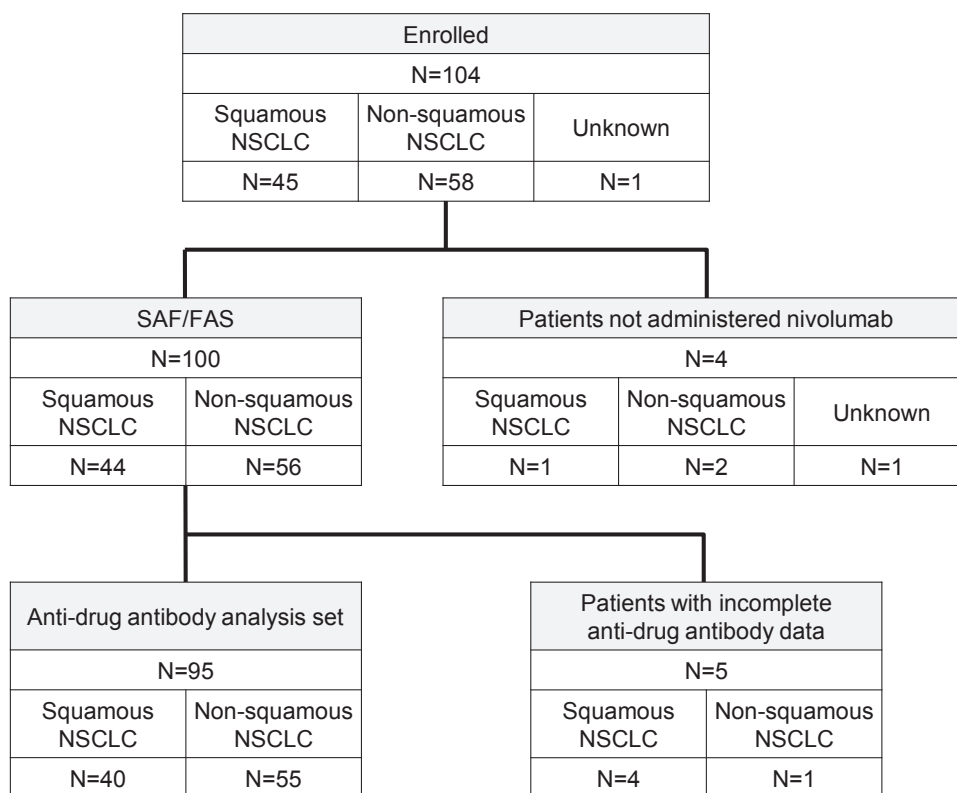 Enrolled
N=104
Squamous NSCLC
Non-squamous NSCLC
Unknown
N=45
N=58
N=1
SAF/FAS
N=100
Squamous NSCLC
Non-squamous NSCLC
N=44
N=56
Patients not administered nivolumab
N=4
Squamous NSCLC
Non-squamous NSCLC
Unknown
N=1
N=2
N=1
Anti-drug antibody analysis set
N=95
Squamous NSCLC
Non-squamous NSCLC
N=40
N=55
Patients with incomplete
anti-drug antibody data
N=5
Squamous NSCLC
Non-squamous NSCLC
N=4
N=1